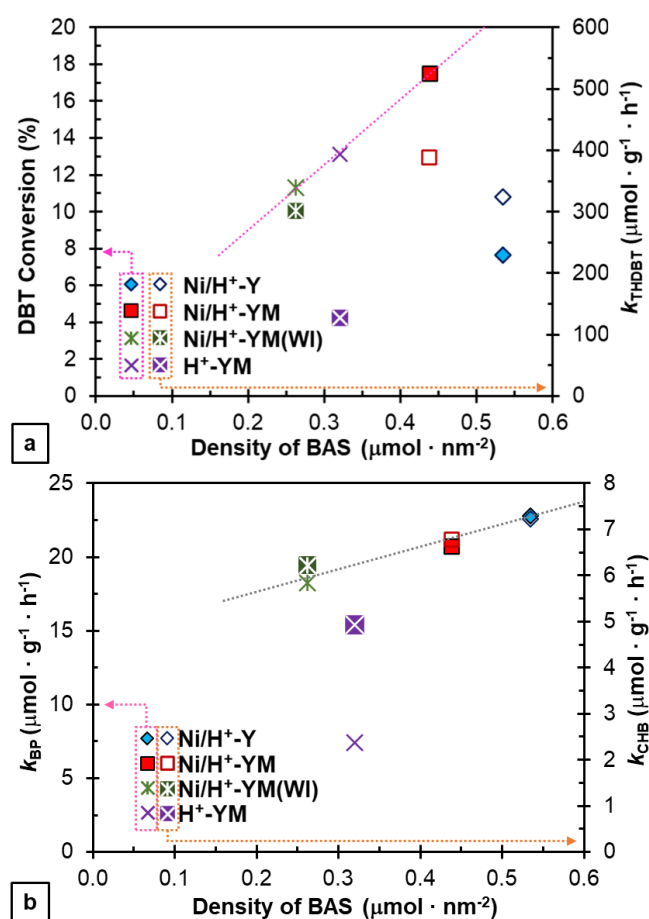 20
18
16
14
12
10
8
6
4
2
0
DBT Conversion (%)
600
500
400
300
200
100
0
kTHDBT (μmol · g⁻¹ · h⁻¹)
Ni/H⁺-Y
Ni/H⁺-YM
Ni/H⁺-YM(WI)
H⁺-YM
0.0 0.1 0.2 0.3 0.4 0.5 0.6
a
Density of BAS (μmol · nm⁻²)
25
20
15
10
5
0
kBP (μmol · g⁻¹ · h⁻¹)
8
7
6
5
4
3
2
1
0
kCHB (μmol · g⁻¹ · h⁻¹)
Ni/H⁺-Y
Ni/H⁺-YM
Ni/H⁺-YM(WI)
H⁺-YM
0.0 0.1 0.2 0.3 0.4 0.5 0.6
b
Density of BAS (μmol · nm⁻²)